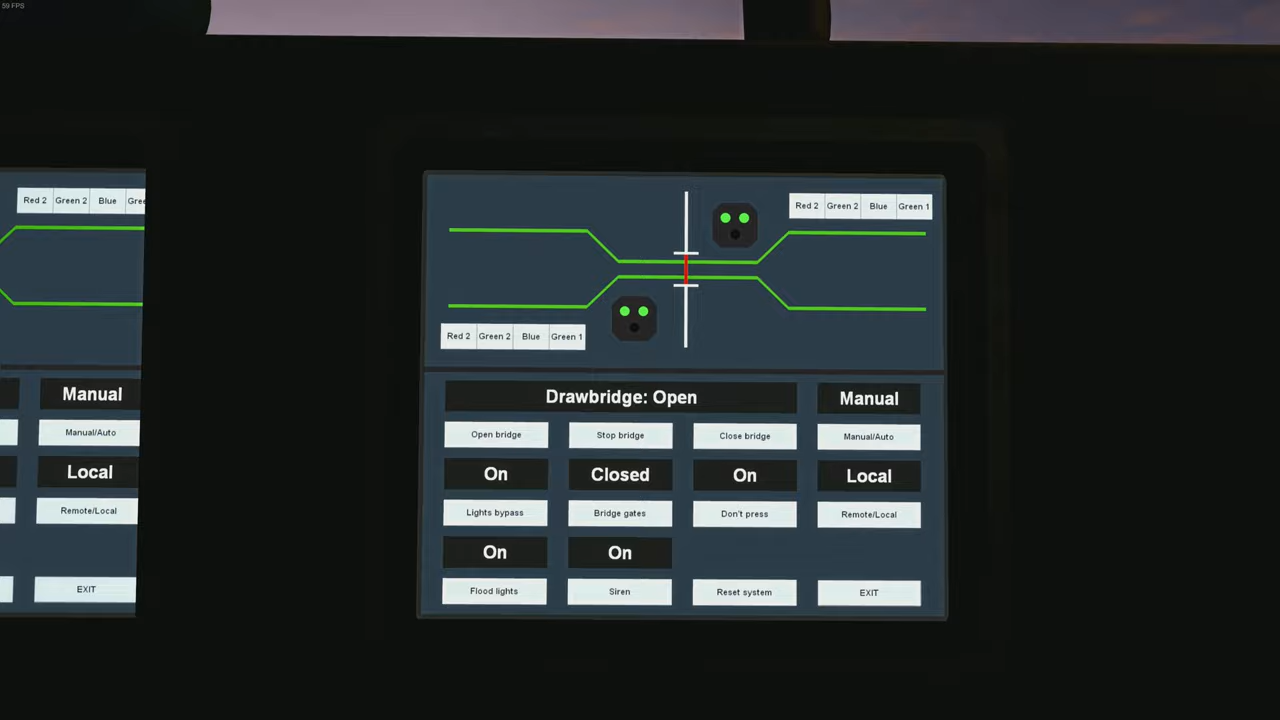 59 FPS
Red 2 Green 2 Blue
Red 2 Green 2 Blue Green 1
Red 2 Green 2 Blue Green 1
Manual
Manual/Auto
Local
Remote/Local
EXIT
Drawbridge: Open
Manual
Open bridge
Stop bridge
Close bridge
Manual/Auto
On
Closed
On
Local
Lights bypass
Bridge gates
Don't press
Remote/Local
On
On
Flood lights
Siren
Reset system
EXIT